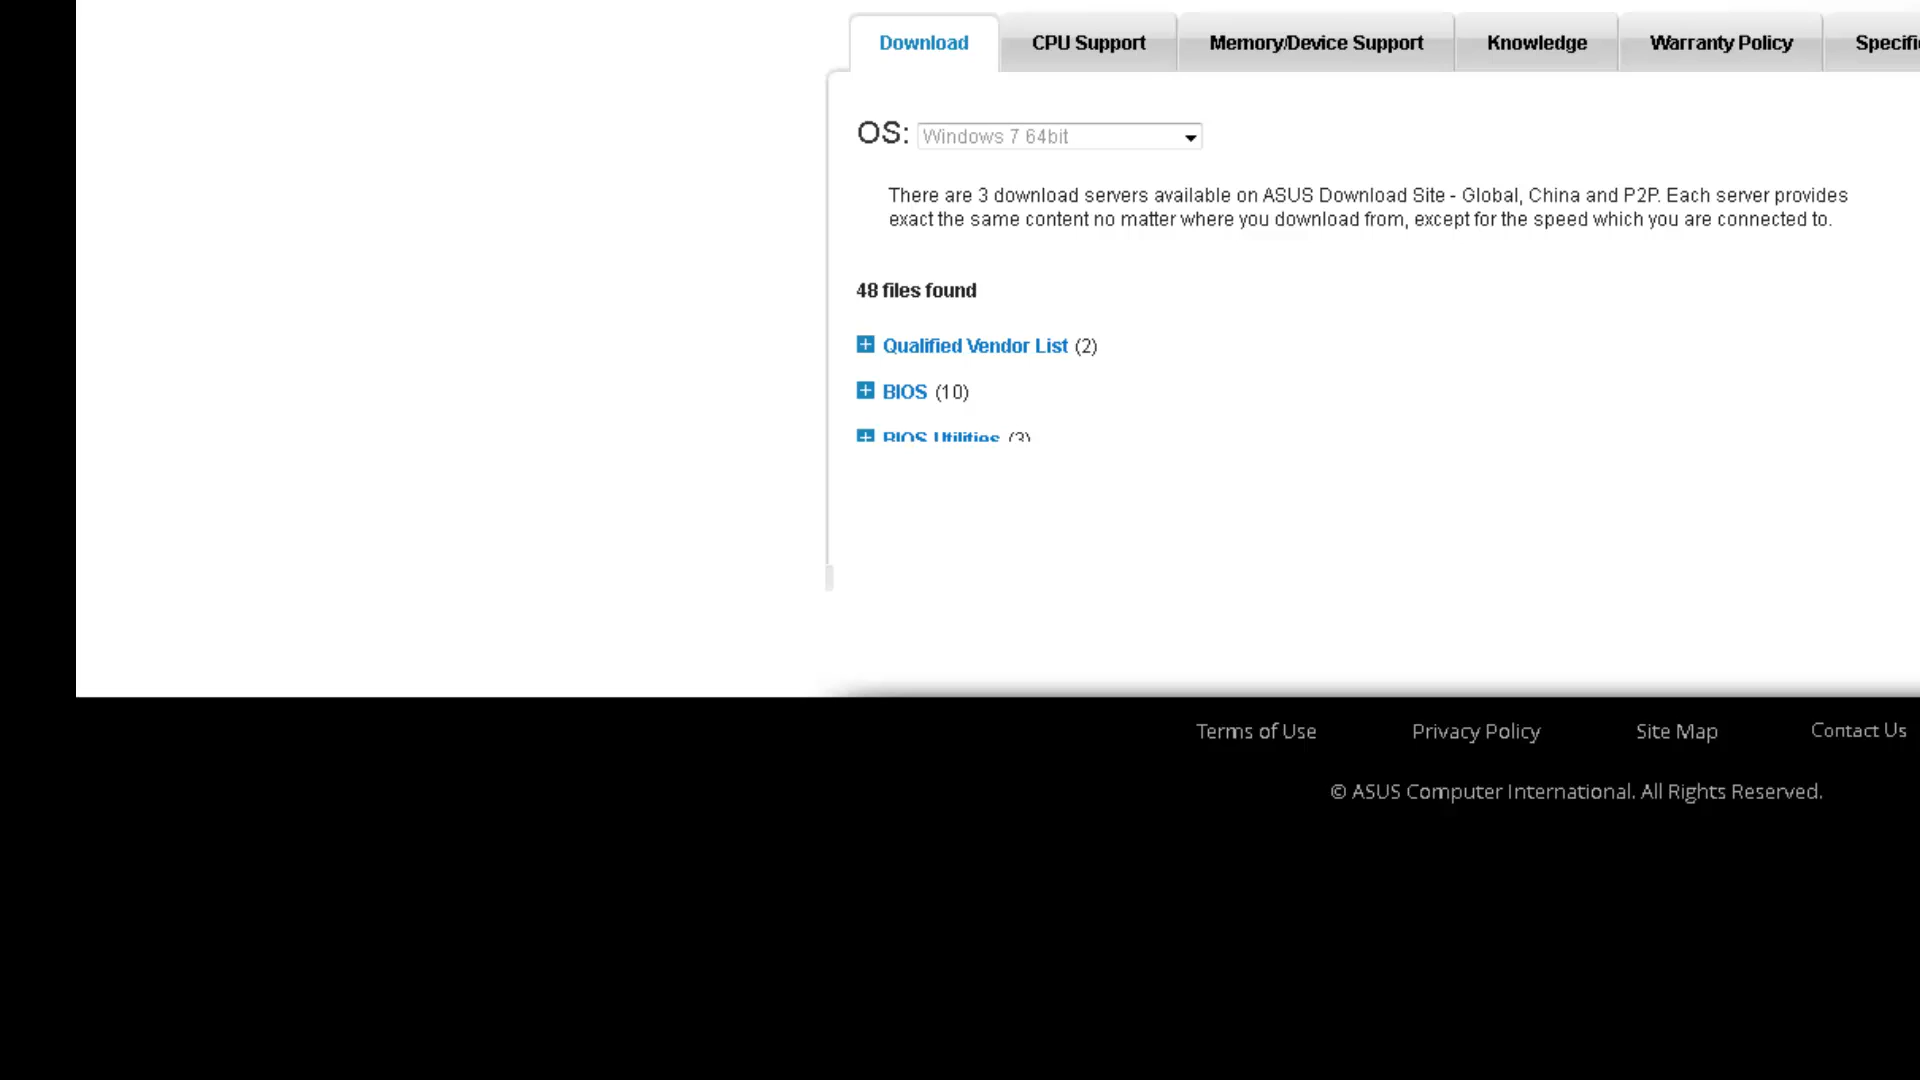 Download CPU Support Memory/Device Support Knowledge Warranty Policy
OS: Windows 7 64bit
There are 3 download servers available on ASUS Download Site - Global, China and P2P. Each server provides
exact the same content no matter where you download from, except for the speed which you are connected to.
48 files found
Qualified Vendor List (2)
BIOS (10)
BIOS Utilities (3)
Terms of Use Privacy Policy Site Map Contact Us
© ASUS Computer International. All Rights Reserved.